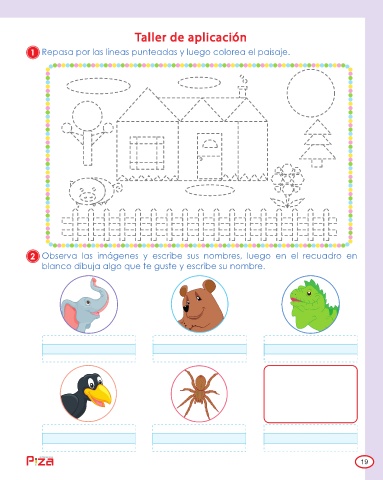 Taller de aplicación
1 Repasa por las líneas punteadas y luego colorea el paisaje.
2 Observa las imágenes y escribe sus nombres, luego en el recuadro en
blanco dibuja algo que te guste y escribe su nombre.
P:za
19